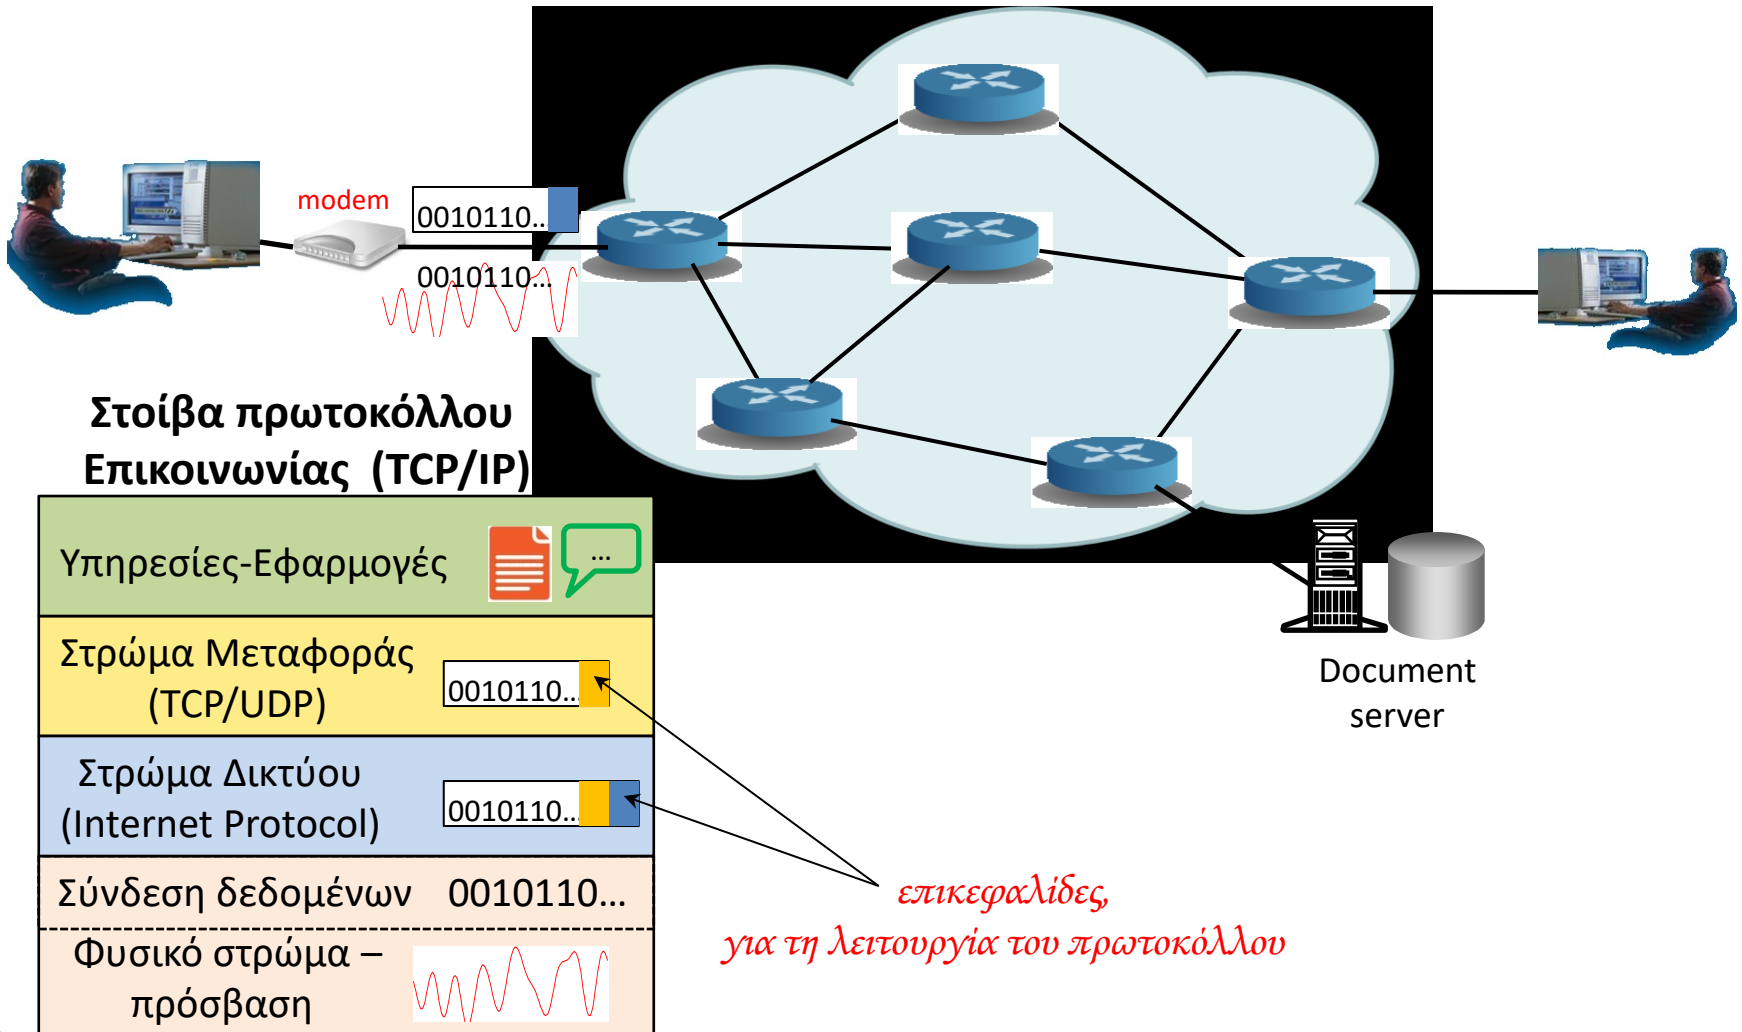 modem
0010110...
0010110...
Στοίβα πρωτοκόλλου
Επικοινωνίας (TCP/IP)
Υπηρεσίες-Εφαρμογές
...
Στρώμα Μεταφοράς
(TCP/UDP)
0010110...
Στρώμα Δικτύου
(Internet Protocol)
0010110...
Σύνδεση δεδομένων 0010110...
Φυσικό στρώμα –
πρόσβαση
Document
server
επικεφαλίδες,
για τη λειτουργία του πρωτοκόλλου